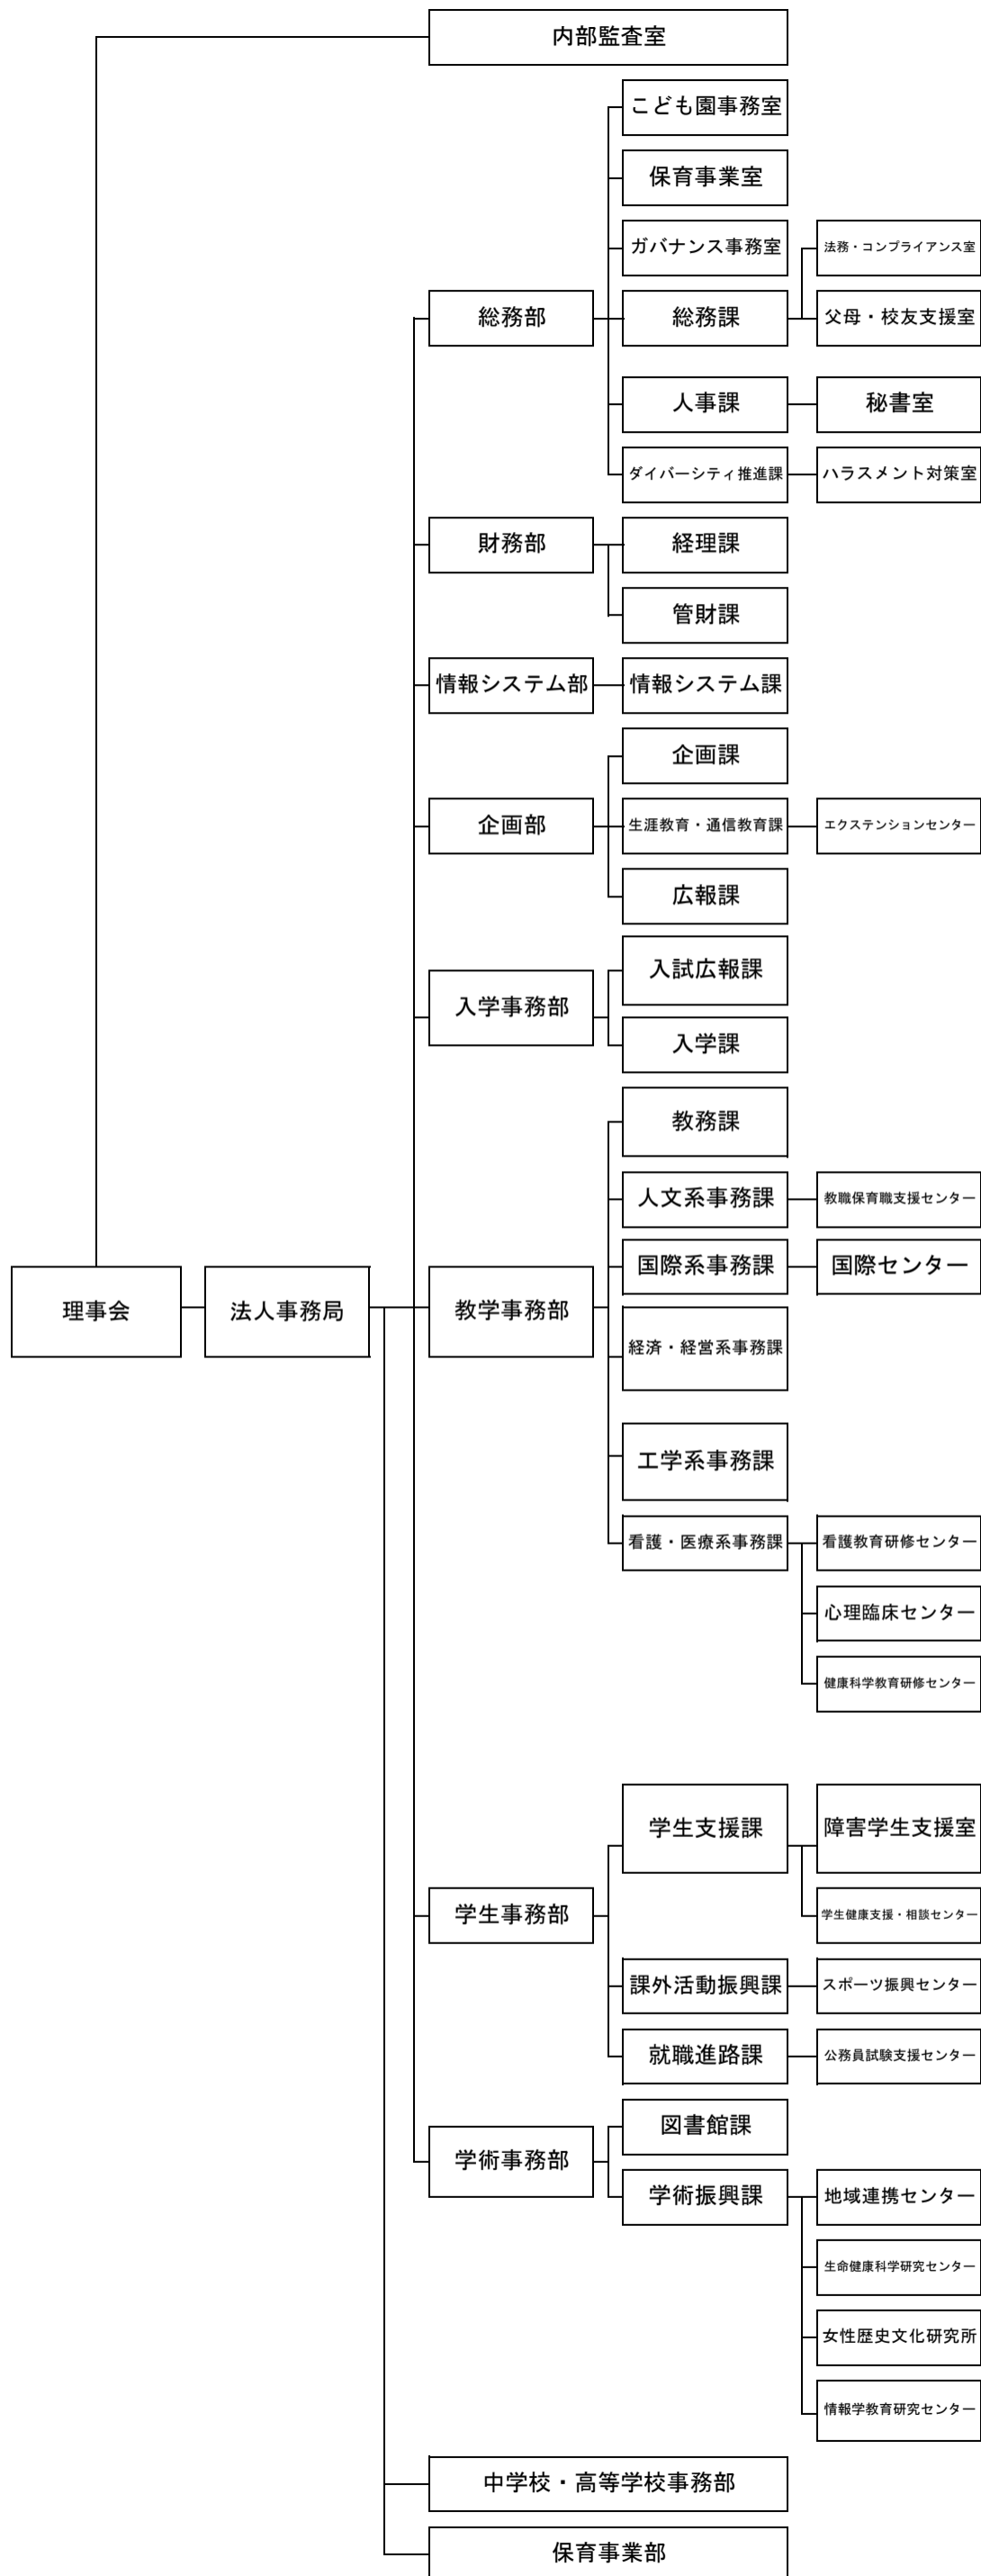 内部監査室
こども園事務室
保育事業室
ガバナンス事務室
法務・コンプライアンス室
総務部
総務課
父母・校友支援室
人事課
秘書室
ダイバーシティ推進課
ハラスメント対策室
財務部
経理課
管財課
情報システム部
情報システム課
企画課
企画部
生涯教育・通信教育課
エクステンションセンター
広報課
入試広報課
入学事務部
入学課
教務課
人文系事務課
教職保育職支援センター
国際系事務課
国際センター
理事会
法人事務局
教学事務部
経済・経営系事務課
工学系事務課
看護・医療系事務課
看護教育研修センター
心理臨床センター
健康科学教育研修センター
学生支援課
障害学生支援室
学生事務部
学生健康支援・相談センター
課外活動振興課
スポーツ振興センター
就職進路課
公務員試験支援センター
図書館課
学術事務部
学術振興課
地域連携センター
生命健康科学研究センター
女性歴史文化研究所
情報学教育研究センター
中学校・高等学校事務部
保育事業部